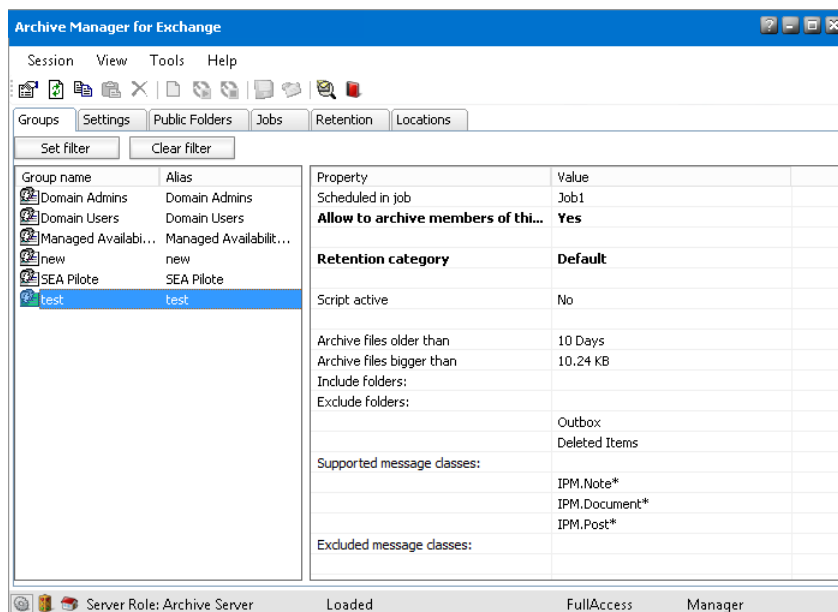 Archive Manager for Exchange
Session View Tools Help
Groups Settings Public Folders Jobs Retention Locations
Set filter Clear filter
Group name Alias Property Value
Domain Admins Domain Admins Scheduled in job Job1
Domain Users Domain Users Allow to archive members of thi... Yes
Managed Availabi... Managed Availabilit...
new new Retention category Default
SEA Pilote SEA Pilote
test test Script active No
Archive files older than 10 Days
Archive files bigger than 10.24 KB
Include folders:
Exclude folders:
Outbox
Deleted Items
Supported message classes:
IPM.Note*
IPM.Document*
IPM.Post*
Excluded message classes:
Server Role: Archive Server Loaded FullAccess Manager